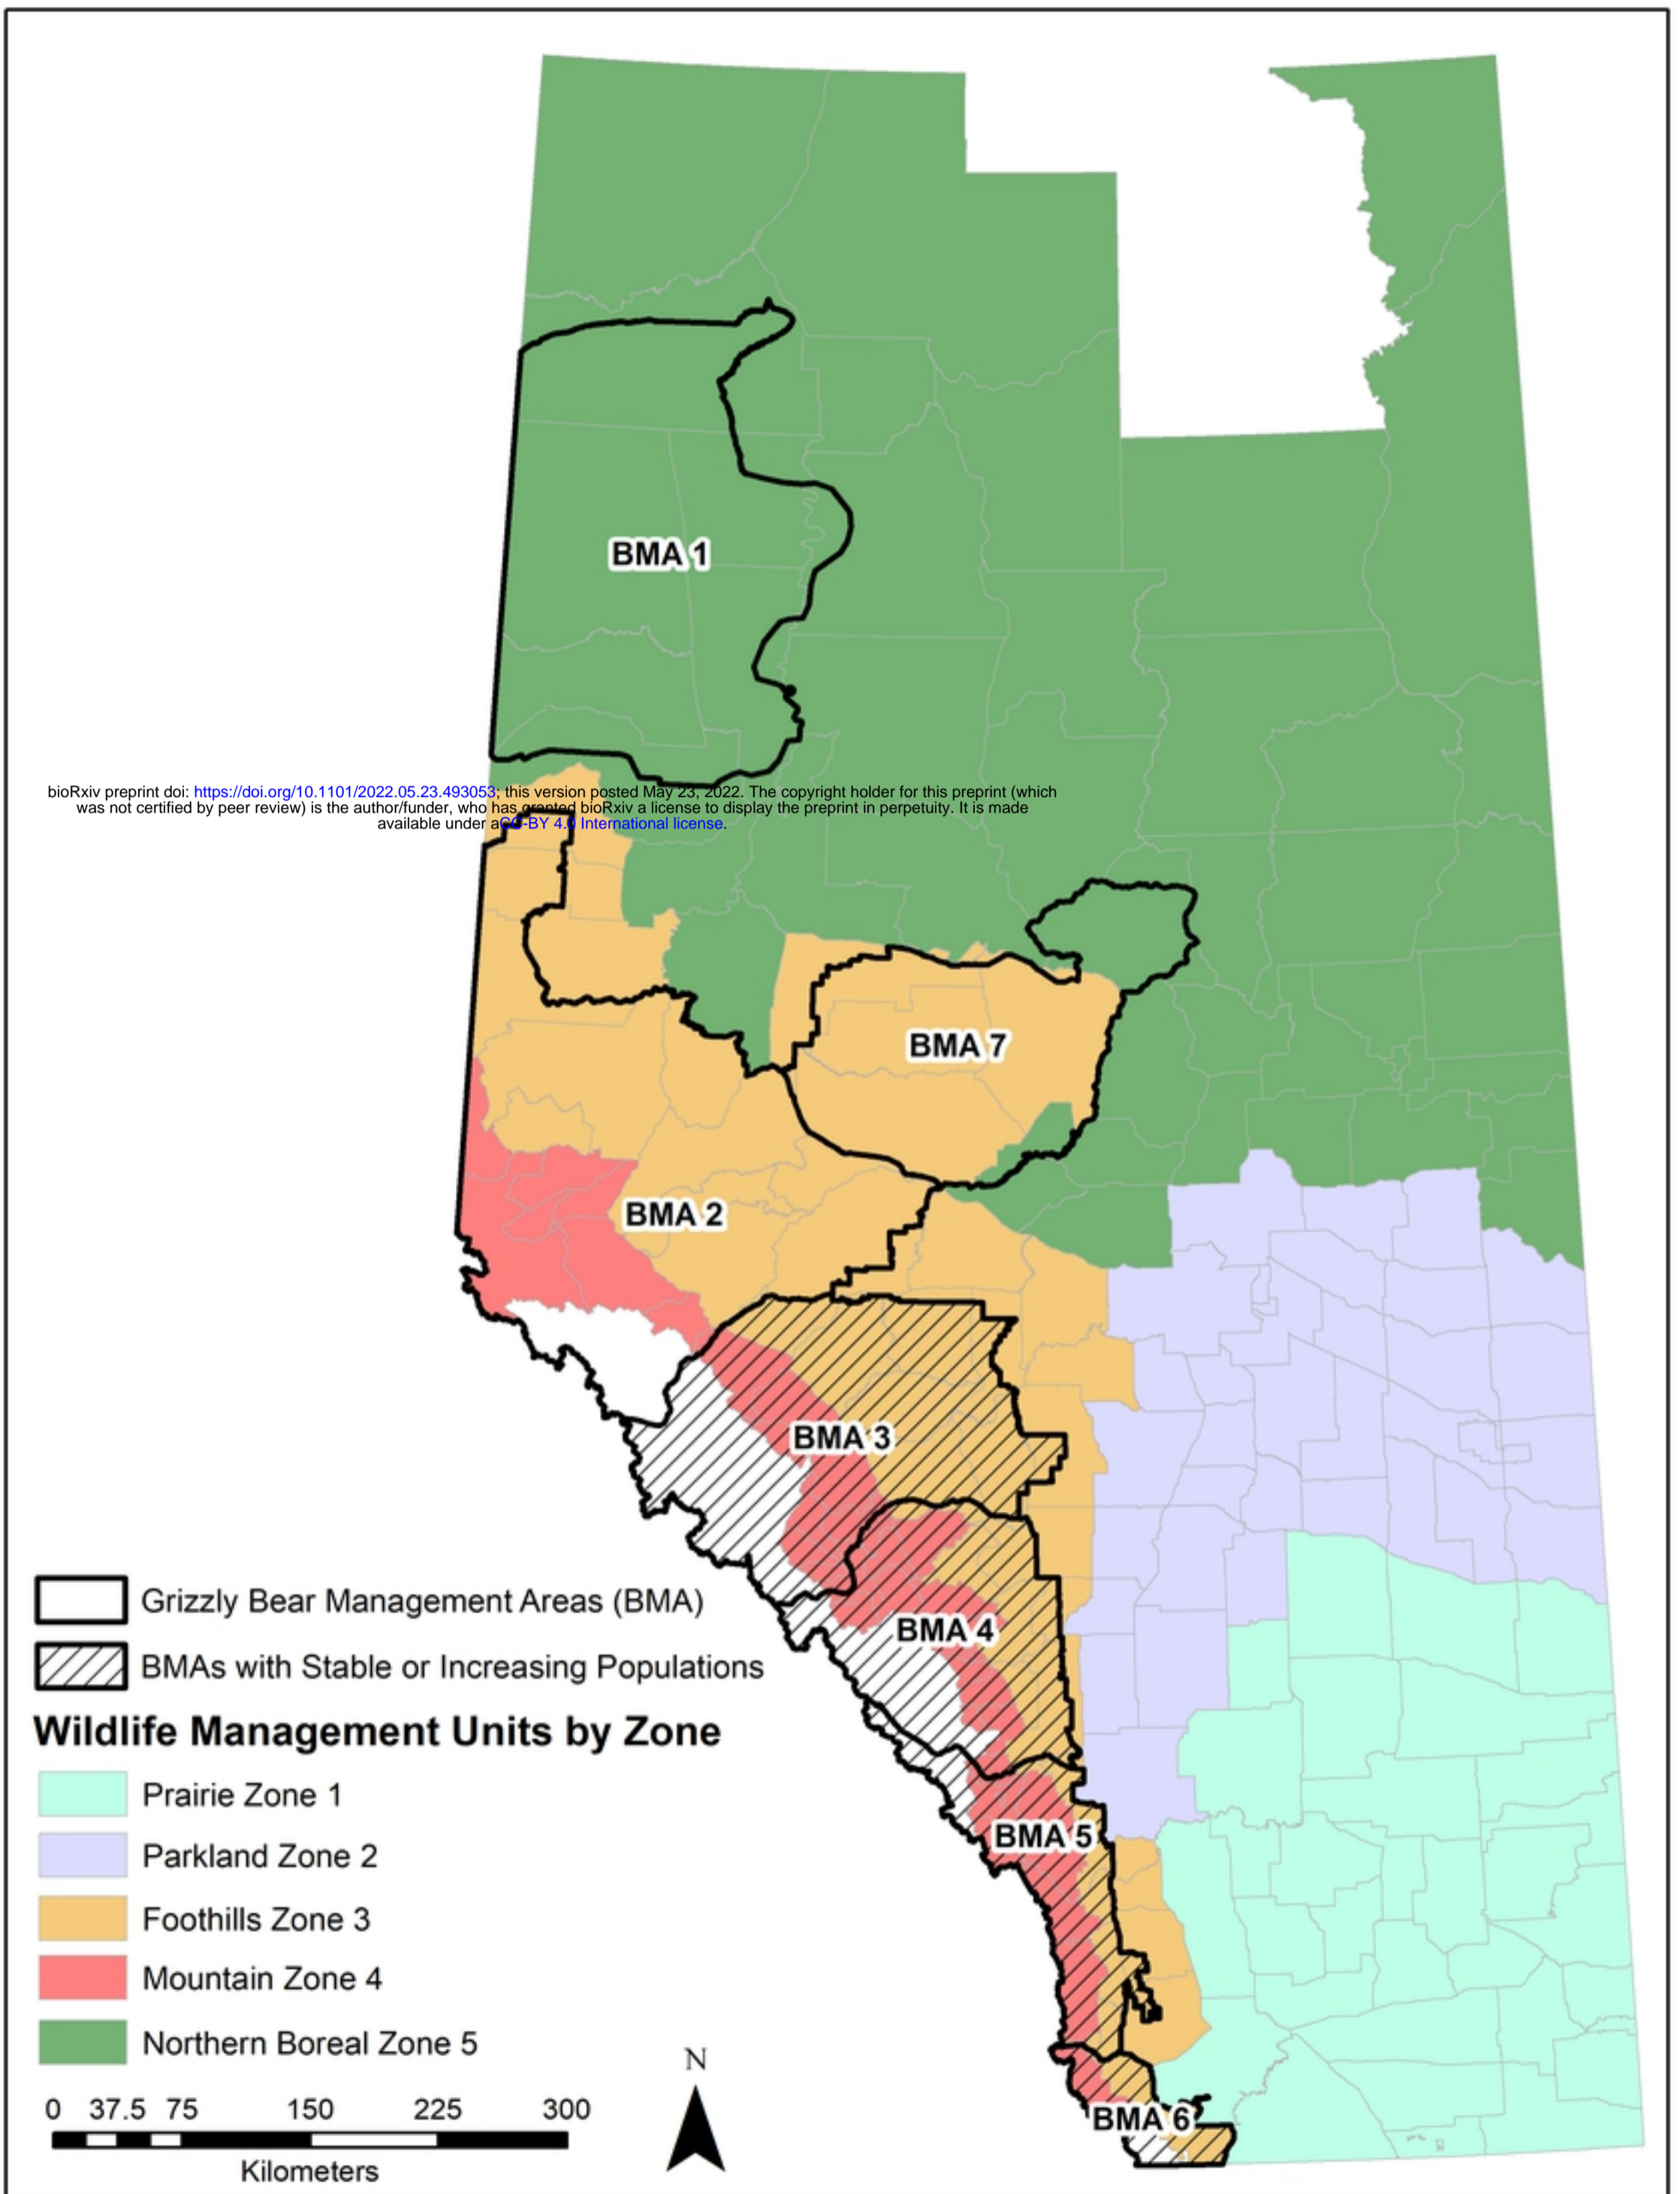 BMA 1
bioRxiv preprint doi: https://doi.org/10.1101/2022.05.23.493053; this version posted May 23, 2022. The copyright holder for this preprint (which
was not certified by peer review) is the author/funder, who has granted bioRxiv a license to display the preprint in perpetuity. It is made
available under aCC-BY 4.0 International license.
BMA 7
BMA 2
BMA 3
BMA 4
BMA 5
BMA 6
Grizzly Bear Management Areas (BMA)
BMAs with Stable or Increasing Populations
Wildlife Management Units by Zone
Prairie Zone 1
Parkland Zone 2
Foothills Zone 3
Mountain Zone 4
Northern Boreal Zone 5
0 37.5 75 150 225 300
Kilometers
N